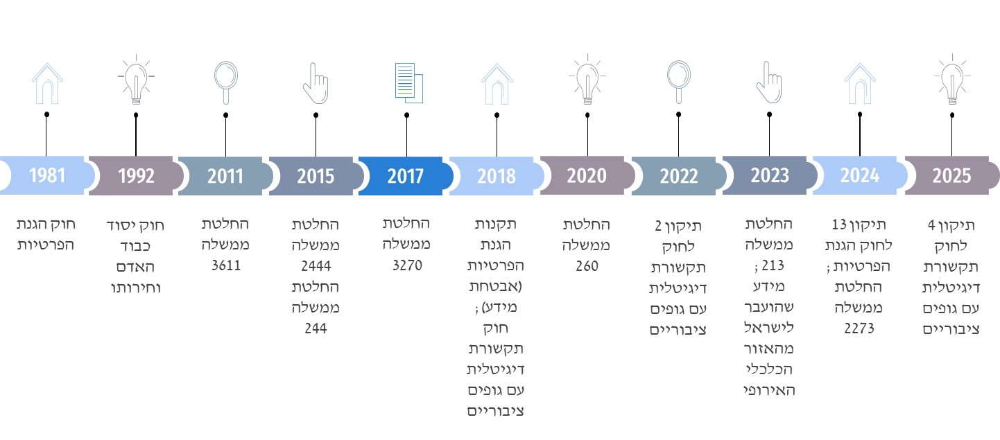 1981
חוק הגנת
הפרטיות
1992
חוק יסוד
כבוד
האדם
וחירותו
2011
החלטת
ממשלה
3611
2015
החלטת
ממשלה
2444
החלטת
ממשלה
244
2017
החלטת
ממשלה
3270
2018
תקנות
הגנת
הפרטיות
(אבטחת
מידע);
חוק
תקשורת
דיגיטלית
עם גופים
ציבוריים
2020
החלטת
ממשלה
260
2022
תיקון 2
לחוק
תקשורת
דיגיטלית
עם גופים
ציבוריים
2023
החלטת
ממשלה
213 ;
מידע
שהועבר
לישראל
מהאזור
הכלכלי
האירופי
2024
תיקון 13
לחוק הגנת
הפרטיות ;
החלטת
ממשלה
2273
2025
תיקון 4
לחוק
תקשורת
דיגיטלית
עם גופים
ציבוריים